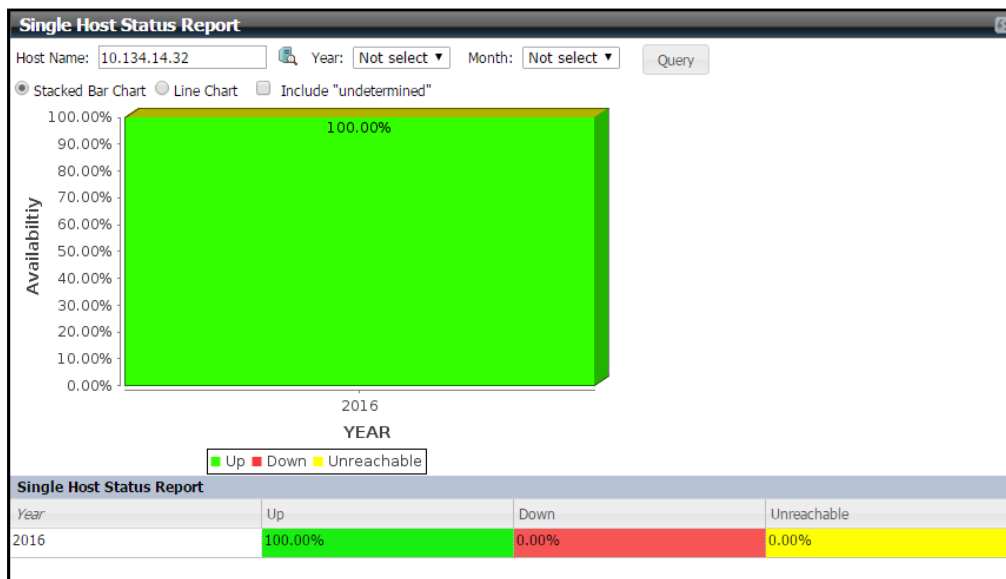 Single Host Status Report
Host Name: 10.134.14.32 Year: Not select ▼ Month: Not select ▼ Query
Stacked Bar Chart Line Chart Include "undetermined"
100.00%
90.00%
80.00%
70.00%
60.00%
50.00%
40.00%
30.00%
20.00%
10.00%
0.00%
Availabiltiy
100.00%
2016
YEAR
Up Down Unreachable
Single Host Status Report
Year Up Down Unreachable
2016 100.00% 0.00% 0.00%